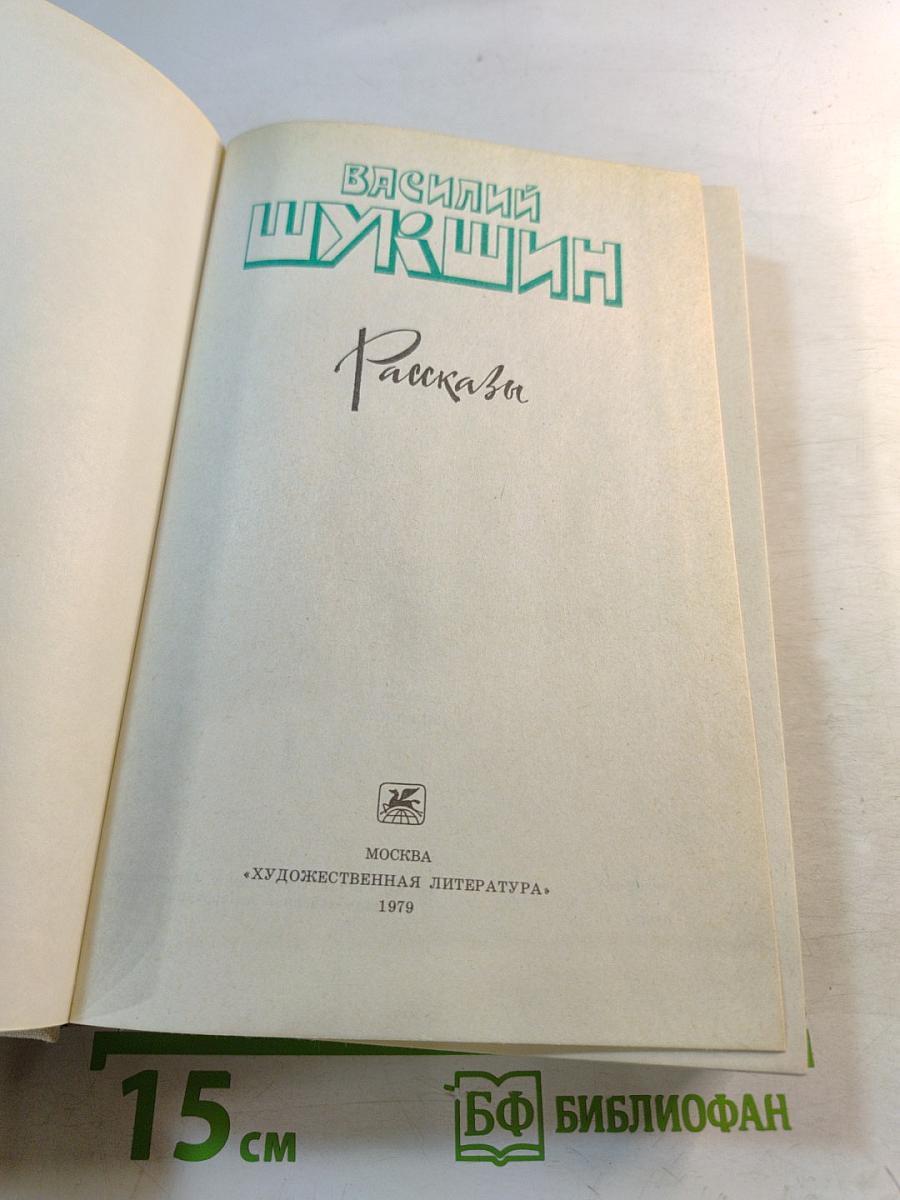 ВАСИЛИЙ
ШУКШИН
Рассказы
МОСКВА
«ХУДОЖЕСТВЕННАЯ ЛИТЕРАТУРА»
1979
15 см
БФ БИБЛИОФАН